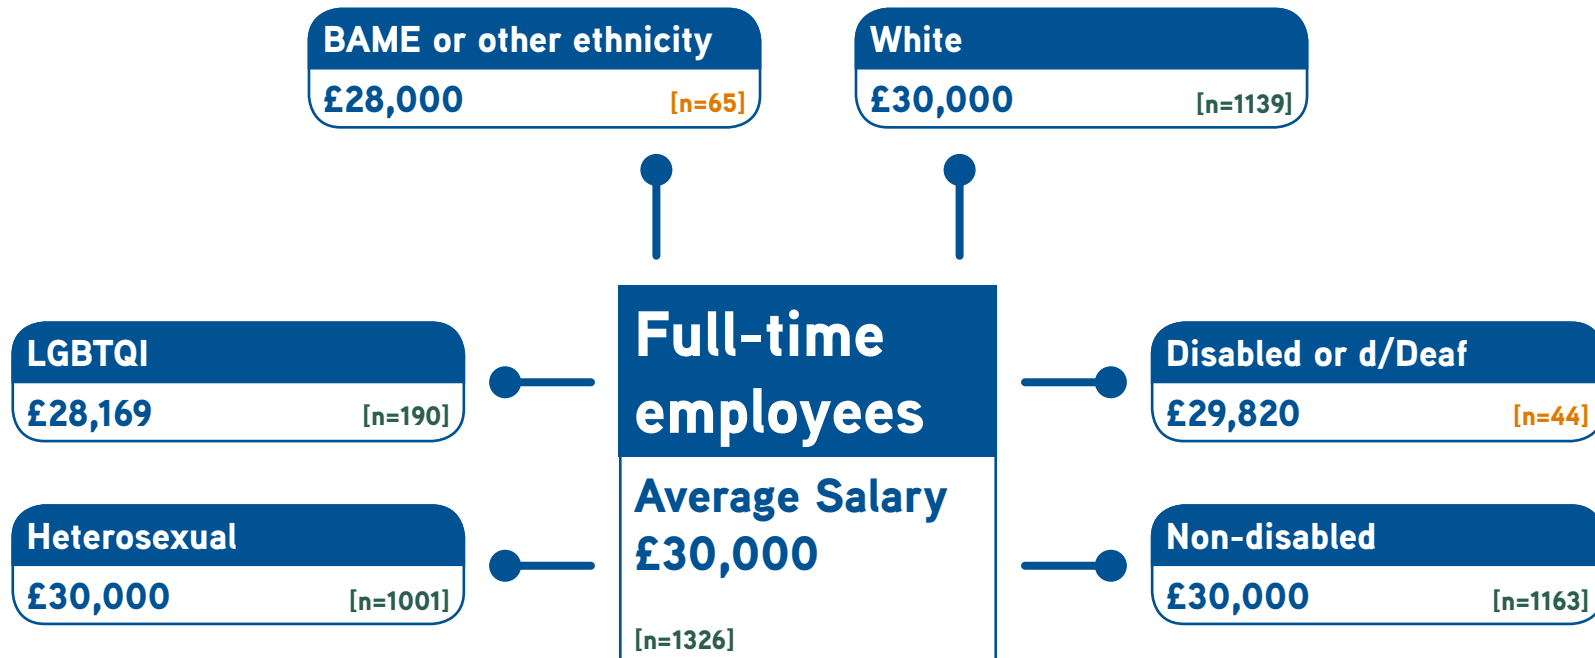 BAME or other ethnicity
£28,000 [n=65]
White
£30,000 [n=1139]
LGBTQI
£28,169 [n=190]
Heterosexual
£30,000 [n=1001]
Full-time
employees
Average Salary
£30,000
[n=1326]
Disabled or d/Deaf
£29,820 [n=44]
Non-disabled
£30,000 [n=1163]